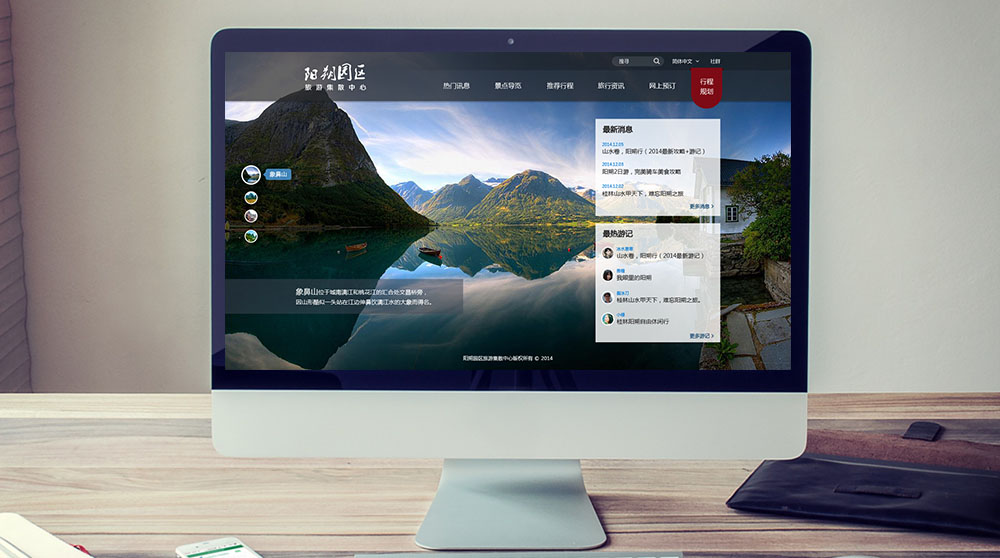 搜寻
简体中文
社群
阳朔园区
旅游集散中心
热门讯息
景点导览
推荐行程
旅行资讯
网上预订
行程
规划
最新消息
2014.12.05
山水卷，阳朔行（2014最新攻略+游记）
2014.12.03
阳朔2日游，完美骑车美食攻略
2014.12.02
桂林山水甲天下，难忘阳朔之旅
更多消息 >
象鼻山
最热游记
山水卷，阳朔行（2014最新游记）
我眼里的阳朔
桂林山水甲天下，难忘阳朔之旅。
小倩
桂林阳朔自由休闲行
更多游记 >
象鼻山位于城南漓江和桃花江的汇合处文昌桥旁，
因山形酷似一头站在江边伸鼻饮漓江水的大象而得名。
阳朔园区旅游集散中心版权所有 © 2014